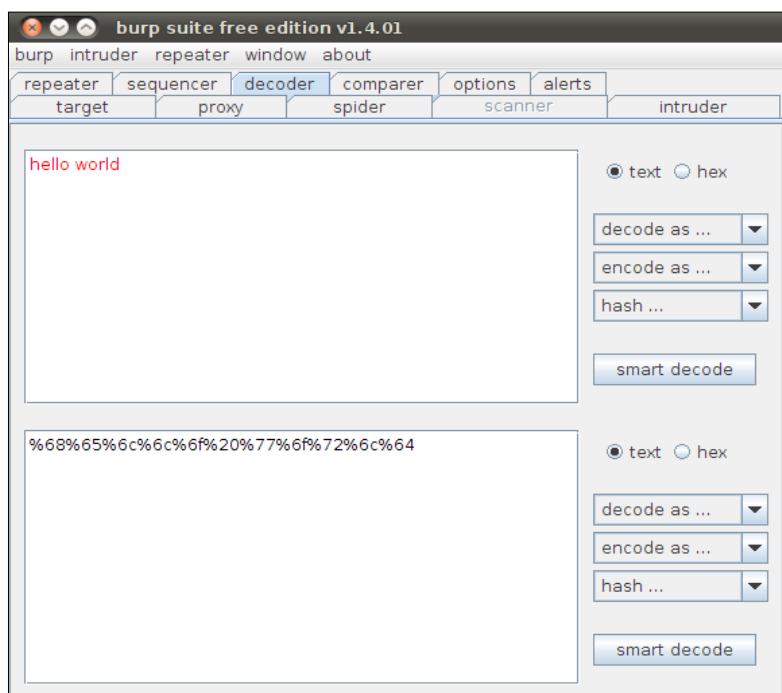 burp suite free edition v1.4.01
burp intruder repeater window about
repeater sequencer decoder comparer options alerts
target proxy spider scanner intruder
hello world
text hex
decode as ...
encode as ...
hash ...
smart decode
%68%65%6c%6c%6f%20%77%6f%72%6c%64
text hex
decode as ...
encode as ...
hash ...
smart decode